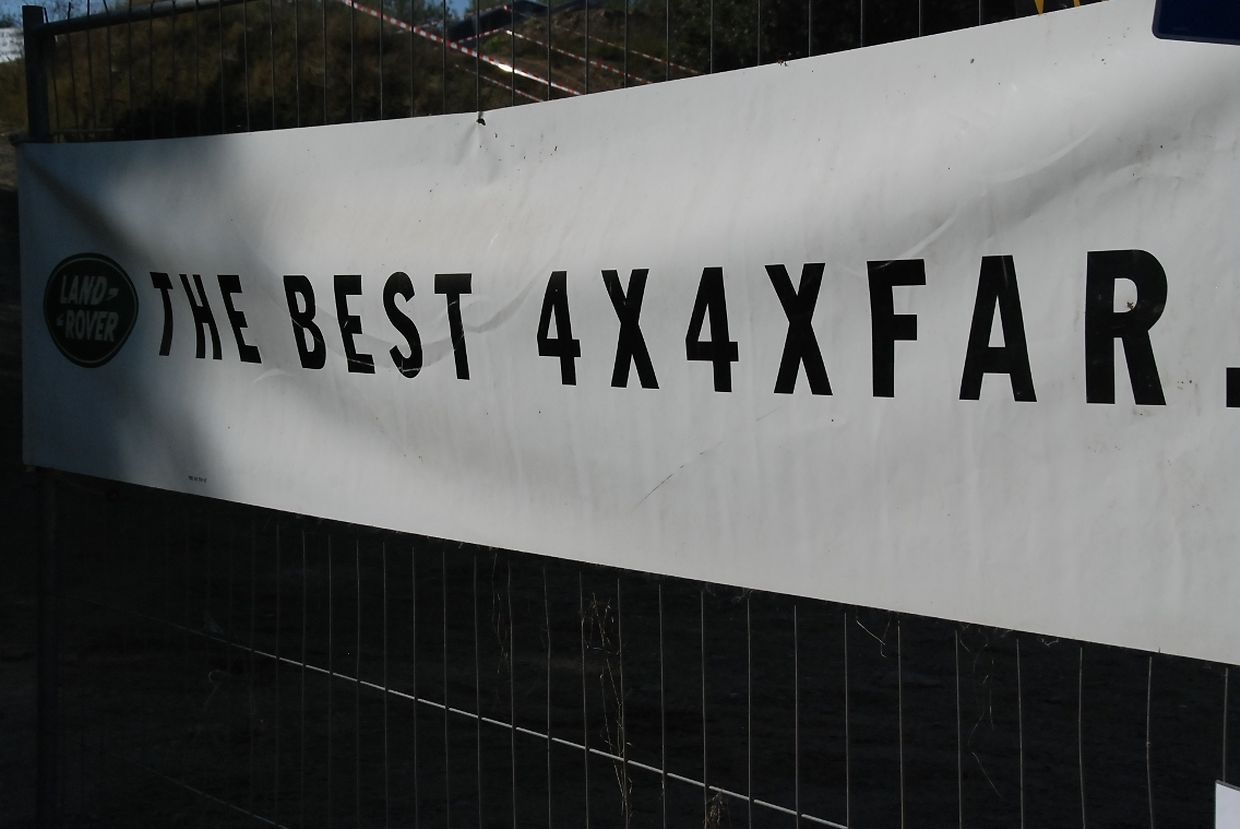 LAND
ROVER
THE BEST 4X4XFAR.